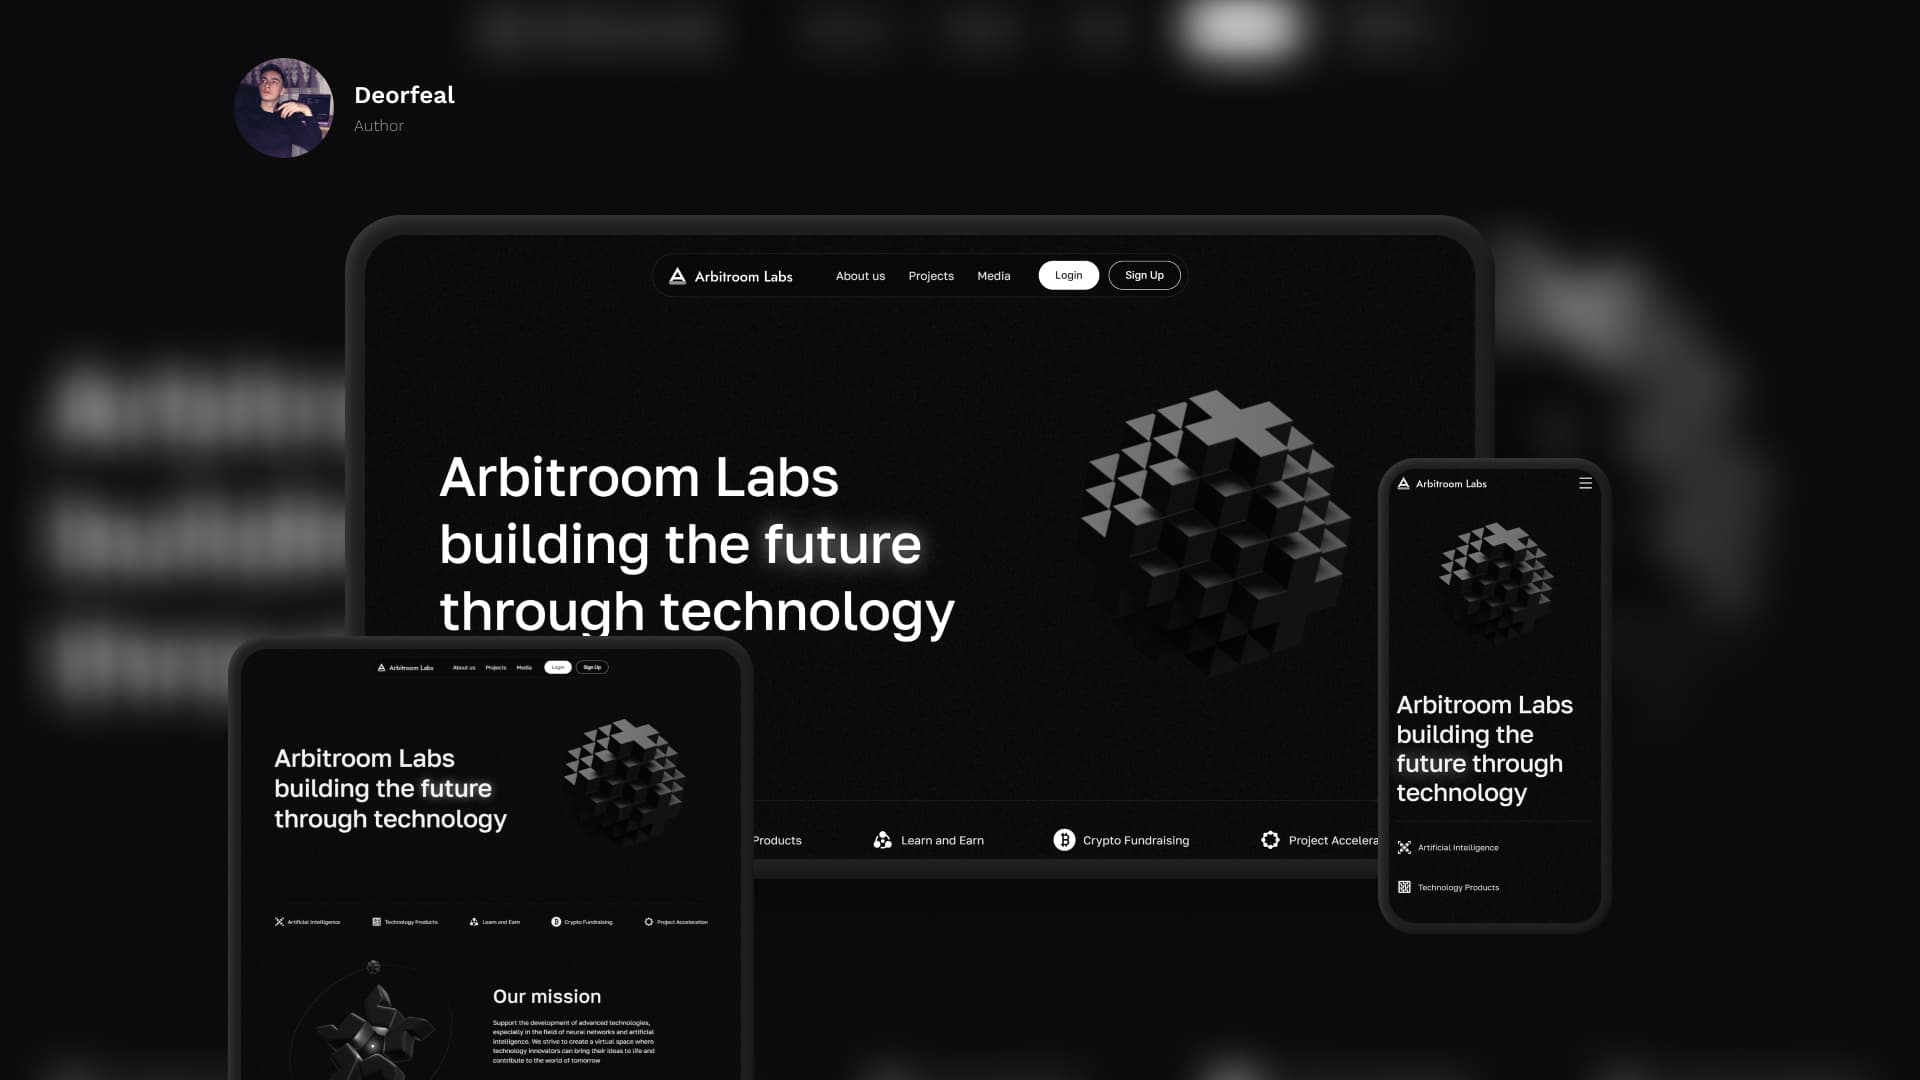 Deorfeal
Author
Arbitroom Labs
About us
Projects
Media
Login
Sign Up
Arbitroom Labs
building the future
through technology
Products
Learn and Earn
Crypto Fundraising
Project Accelera
Arbitroom Labs
About us
Projects
Media
Login
Sign Up
Arbitroom Labs
building the future
through technology
Artificial Intelligence
Technology Products
Learn and Earn
Crypto Fundraising
Project Acceleration
Our mission
Support the development of advanced technologies,
especially in the field of neural networks and artificial
intelligence. We strive to create a virtual space where
technology innovators can bring their ideas to life and
contribute to the world of tomorrow
Arbitroom Labs
Arbitroom Labs
building the
future through
technology
Artificial Intelligence
Technology Products